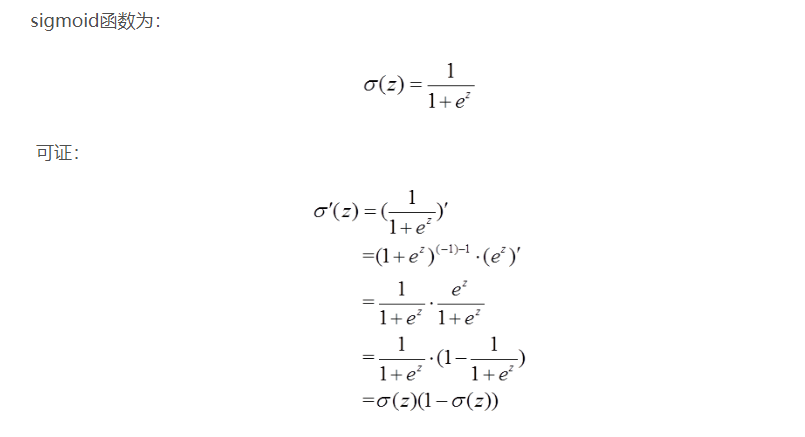 sigmoid函数为：
σ(z) = 1/(1+e^z)
可证：
σ′(z) = (1/(1+e^z))′
=(1+e^z)^((−1)−1) · (e^z)′
= 1/(1+e^z) · e^z/(1+e^z)
= 1/(1+e^z) · (1− 1/(1+e^z))
=σ(z)(1−σ(z))